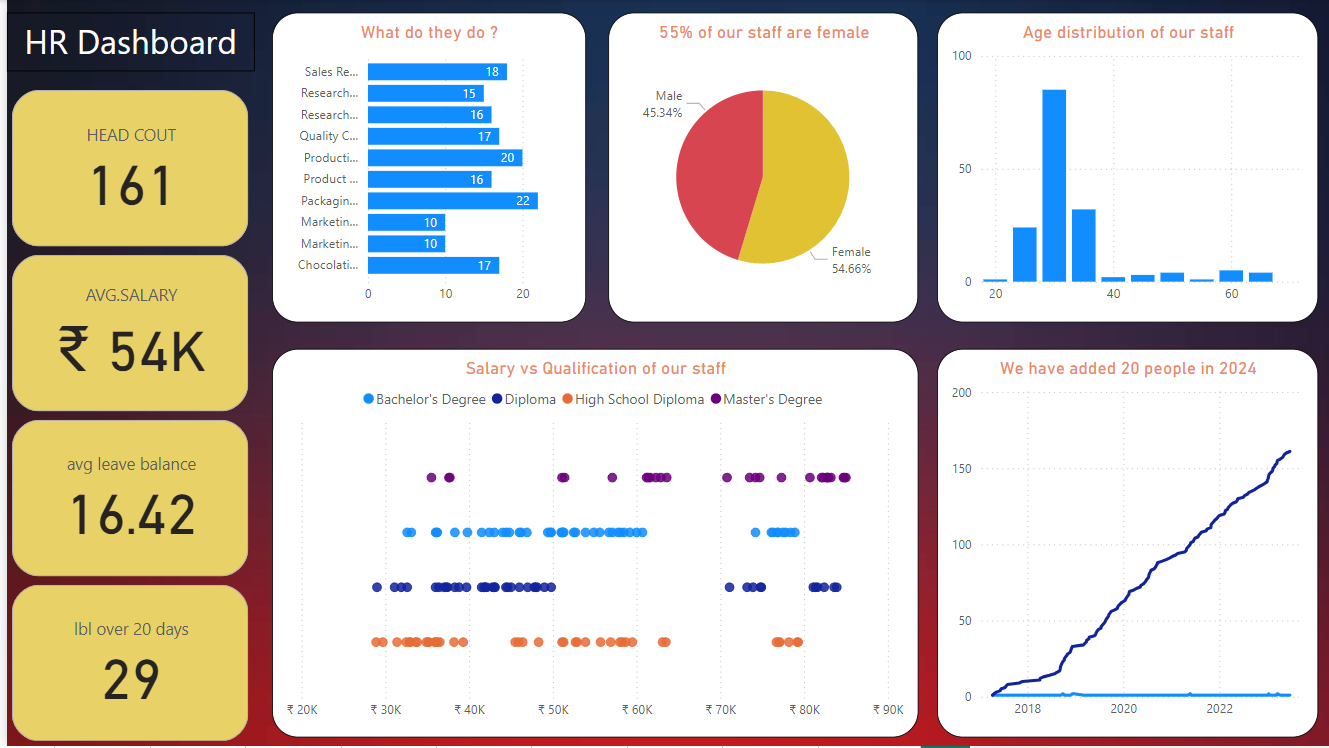 HR Dashboard
HEAD COUT
161
AVG.SALARY
₹ 54K
avg leave balance
16.42
lbl over 20 days
29
What do they do ?
Sales Re... 18
Research... 15
Research... 16
Quality C... 17
Producti... 20
Product ... 16
Packagin... 22
Marketin... 10
Marketin... 10
Chocolati... 17
0 10 20
55% of our staff are female
Male
45.34%
Female
54.66%
Age distribution of our staff
100
50
0
20 40 60
Salary vs Qualification of our staff
Bachelor's Degree Diploma High School Diploma Master's Degree
₹ 20K ₹ 30K ₹ 40K ₹ 50K ₹ 60K ₹ 70K ₹ 80K ₹ 90K
We have added 20 people in 2024
200
150
100
50
0
2018 2020 2022